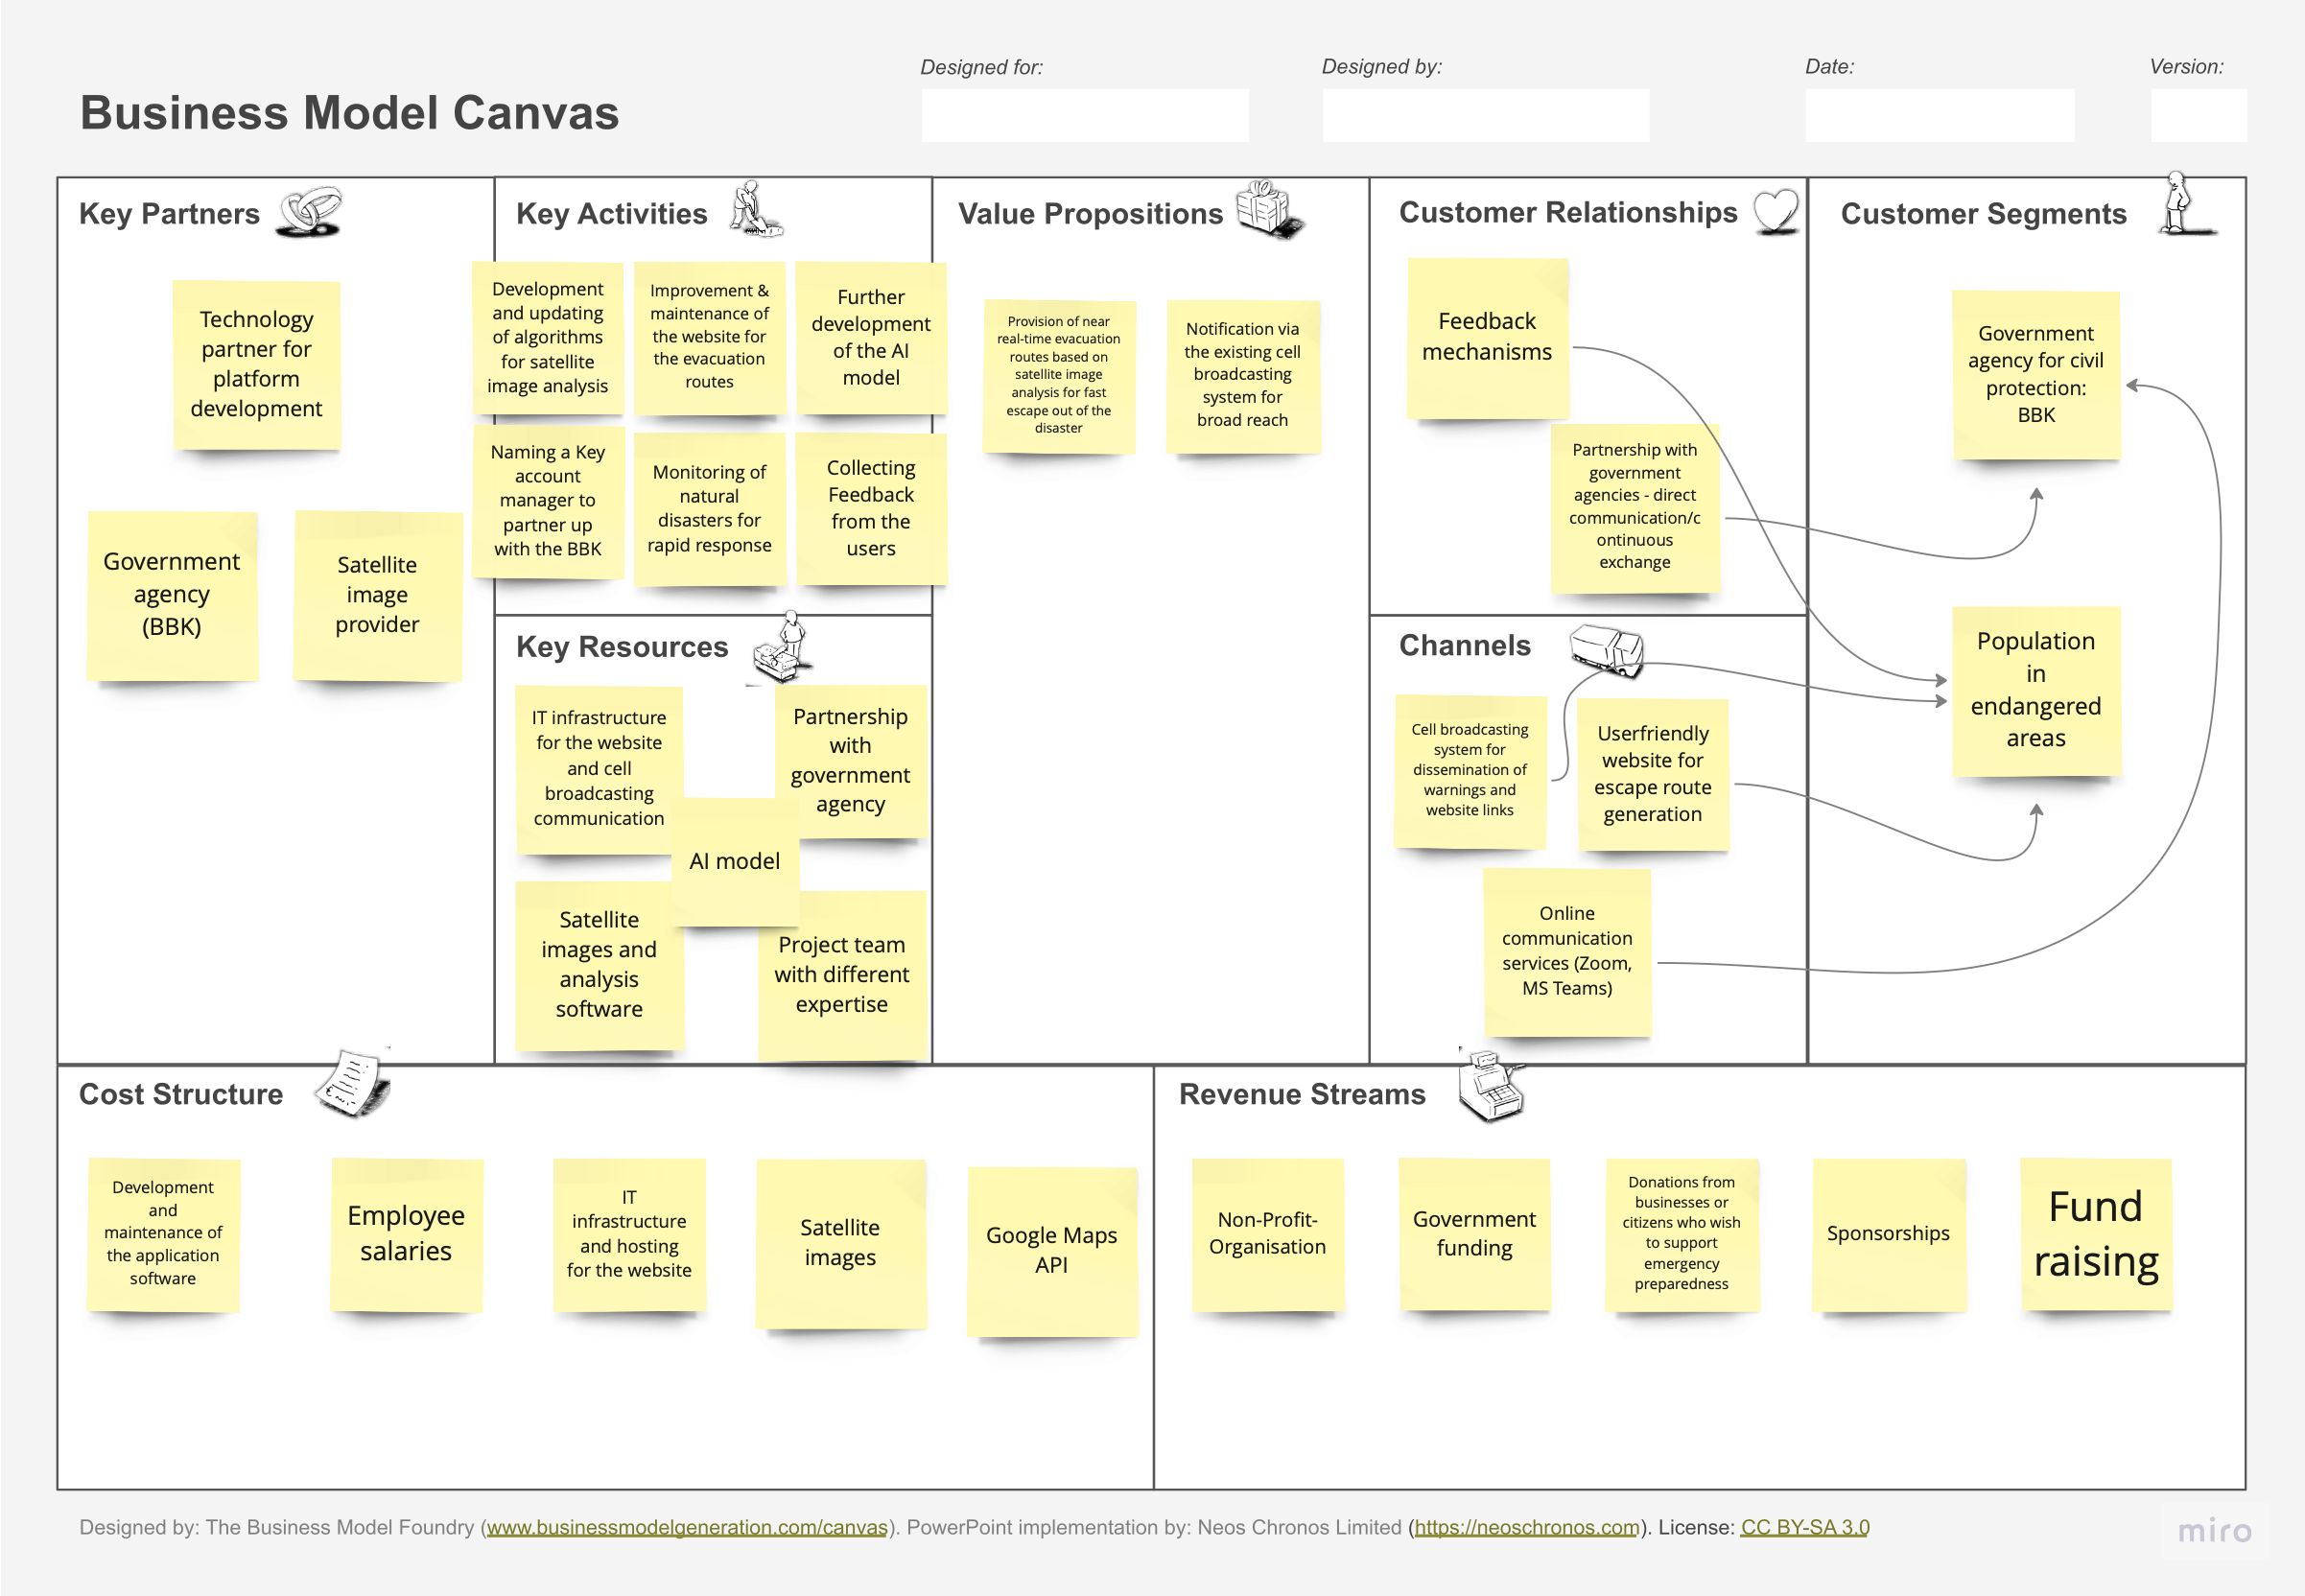 Designed for:
Designed by:
Date:
Version:
Business Model Canvas
Key Partners
Technology
partner for
platform
development
Government
agency
(BBK)
Satellite
image
provider
Key Activities
Development
and updating
of algorithms
for satellite
image analysis
Improvement &
maintenance of
the website for
the evacuation
routes
Further
development
of the AI
model
Naming a Key
account
manager to
partner up
with the BBK
Monitoring of
natural
disasters for
rapid response
Collecting
Feedback
from the
users
Key Resources
IT infrastructure
for the website
and cell
broadcasting
communication
Partnership
with
government
agency
AI model
Satellite
images and
analysis
software
Project team
with different
expertise
Value Propositions
Provision of near
real-time evacuation
routes based on
satellite image
analysis for fast
escape out of the
disaster
Notification via
the existing cell
broadcasting
system for
broad reach
Customer Relationships
Feedback
mechanisms
Partnership with
government
agencies - direct
communication/c
ontinuous
exchange
Channels
Cell broadcasting
system for
dissemination of
warnings and
website links
Userfriendly
website for
escape route
generation
Online
communication
services (Zoom,
MS Teams)
Customer Segments
Government
agency for civil
protection:
BBK
Population
in
endangered
areas
Cost Structure
Development
and
maintenance of
the application
software
Employee
salaries
IT
infrastructure
and hosting
for the website
Satellite
images
Google Maps
API
Revenue Streams
Non-Profit-
Organisation
Government
funding
Donations from
businesses or
citizens who wish
to support
emergency
preparedness
Sponsorships
Fund
raising
Designed by: The Business Model Foundry (www.businessmodelgeneration.com/canvas). PowerPoint implementation by: Neos Chronos Limited (https://neoschronos.com). License: CC BY-SA 3.0
miro